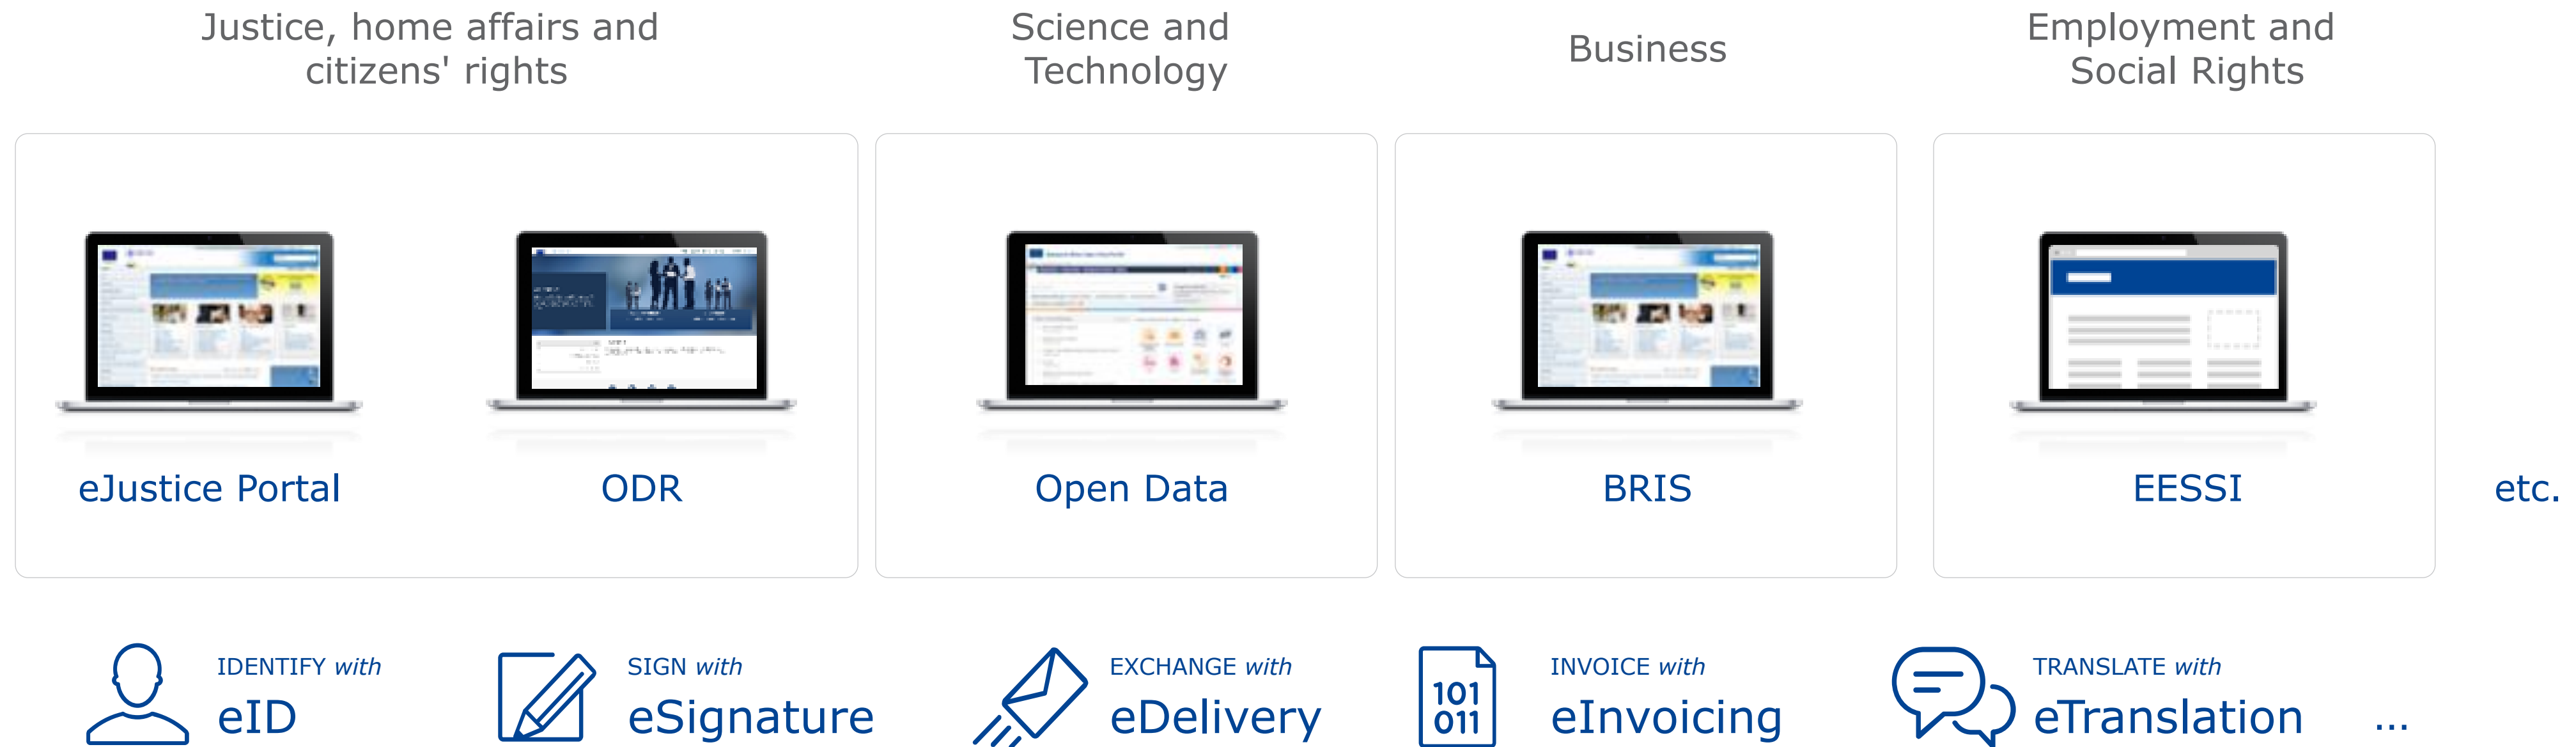 Justice, home affairs and
citizens' rights
Science and
Technology
Business
Employment and
Social Rights
eJustice Portal
ODR
Open Data
BRIS
EESSI
etc.
IDENTIFY with
eID
SIGN with
eSignature
EXCHANGE with
eDelivery
101
011
INVOICE with
eInvoicing
TRANSLATE with
eTranslation
...